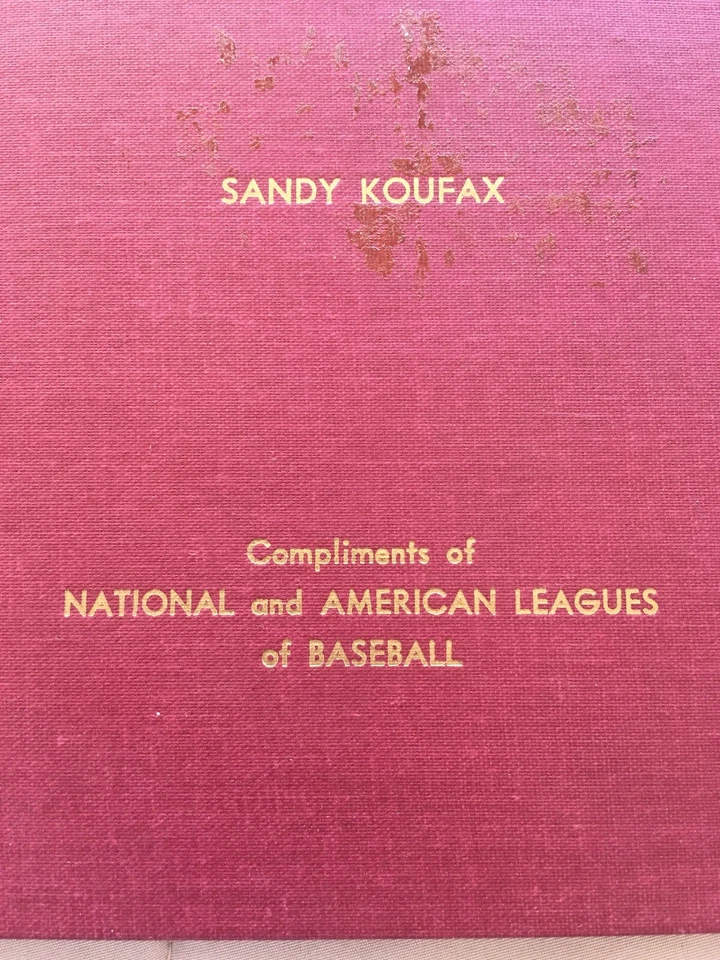 SANDY KOUFAX
Compliments of
NATIONAL and AMERICAN LEAGUES
of BASEBALL